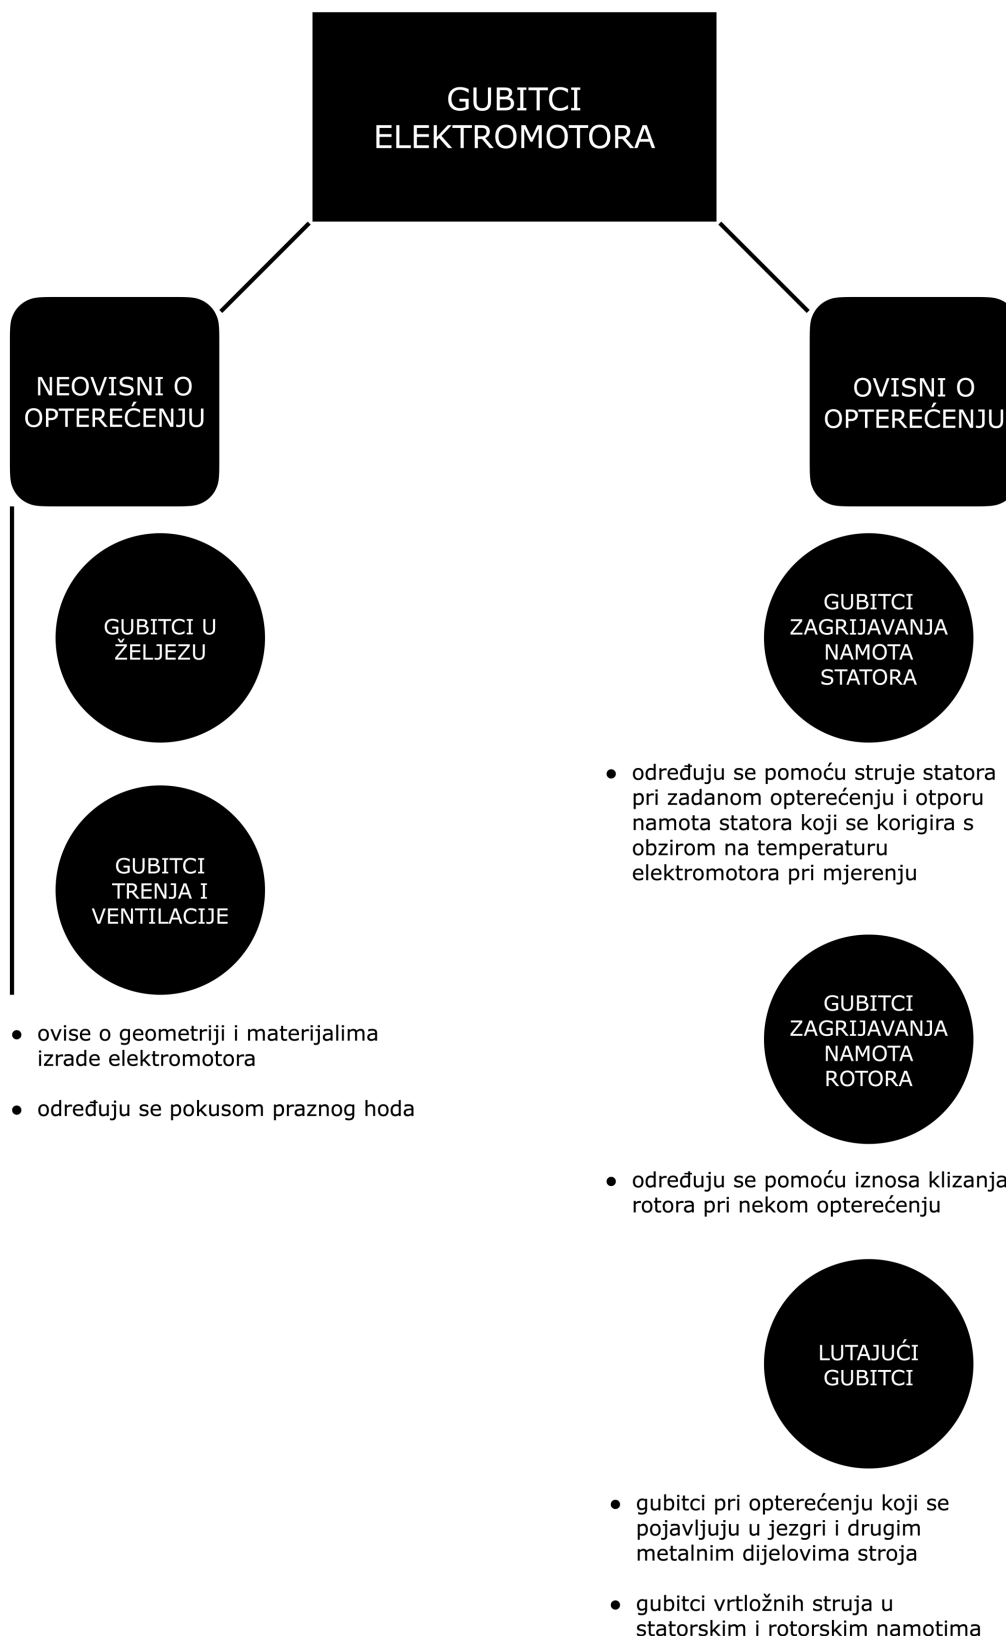 GUBITCI
ELEKTROMOTORA
NEOVISNI O
OPTEREĆENJU
GUBITCI U
ŽELJEZU
GUBITCI
TRENJA I
VENTILACIJE
● ovise o geometriji i materijalima
izrade elektromotora
● određuju se pokusom praznog hoda
OVISNI O
OPTEREĆENJU
GUBITCI
ZAGRIJAVANJA
NAMOTA
STATORA
● određuju se pomoću struje statora
pri zadanom opterećenju i otporu
namota statora koji se korigira s
obzirom na temperaturu
elektromotora pri mjerenju
GUBITCI
ZAGRIJAVANJA
NAMOTA
ROTORA
● određuju se pomoću iznosa klizanja
rotora pri nekom opterećenju
LUTAJUĆI
GUBITCI
● gubitci pri opterećenju koji se
pojavljuju u jezgri i drugim
metalnim dijelovima stroja
● gubitci vrtložnih struja u
statorskim i rotorskim namotima